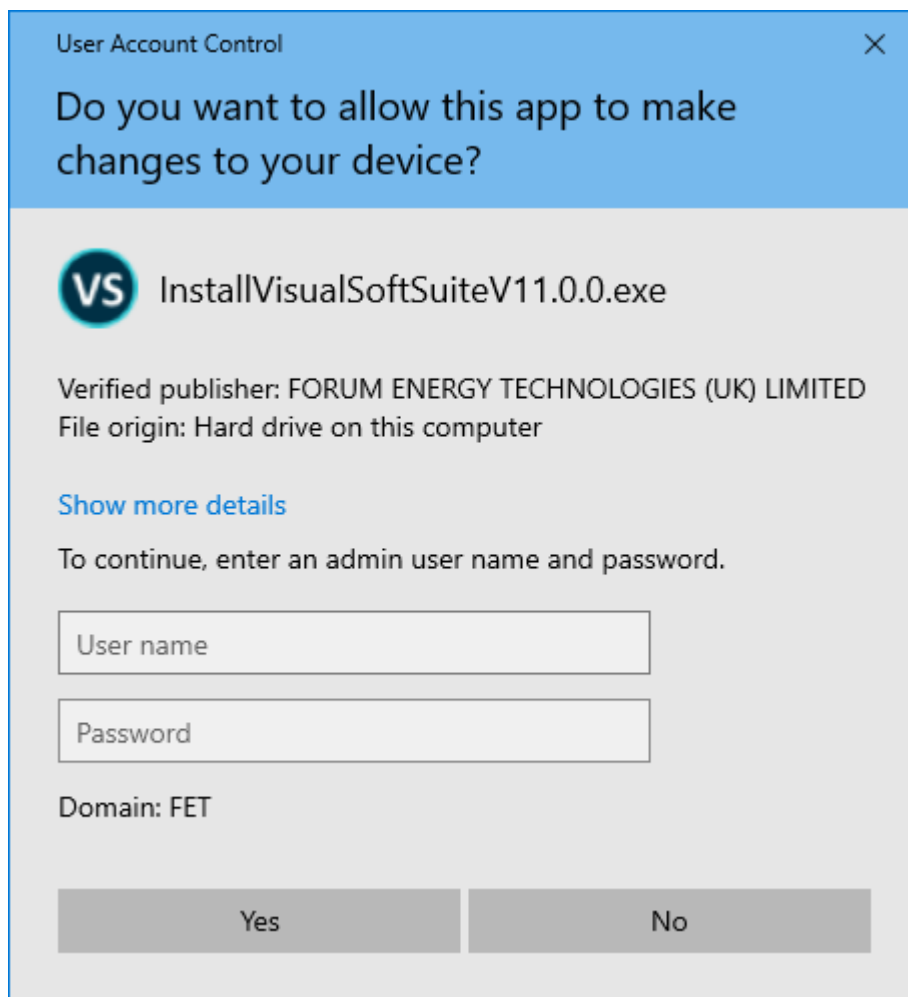 User Account Control
Do you want to allow this app to make
changes to your device?
VS
InstallVisualSoftSuiteV11.0.0.exe
Verified publisher: FORUM ENERGY TECHNOLOGIES (UK) LIMITED
File origin: Hard drive on this computer
Show more details
To continue, enter an admin user name and password.
User name
Password
Domain: FET
Yes
No